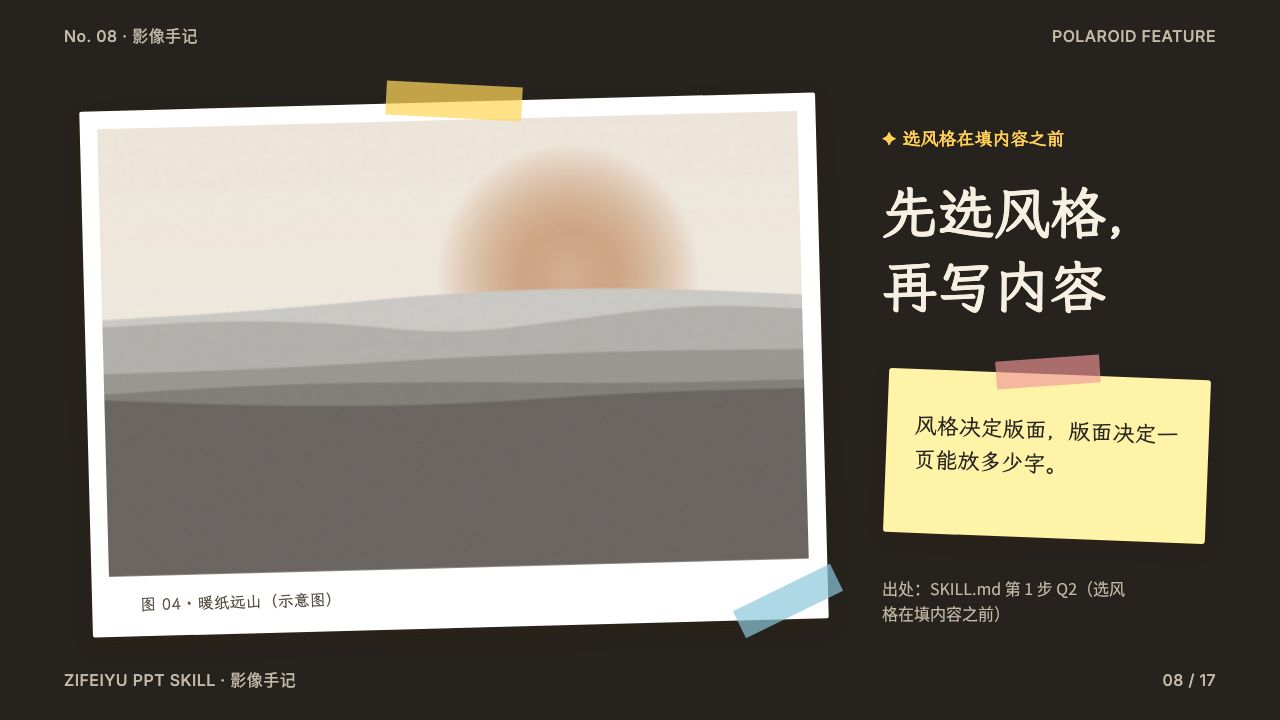 No. 08 · 影像手记
POLAROID FEATURE
✦ 选风格在填内容之前
先选风格，
再写内容
风格决定版面，版面决定一
页能放多少字。
图 04 · 暖纸远山（示意图）
出处：SKILL.md 第 1 步 Q2（选风
格在填内容之前）
ZIFEIYU PPT SKILL · 影像手记
08 / 17